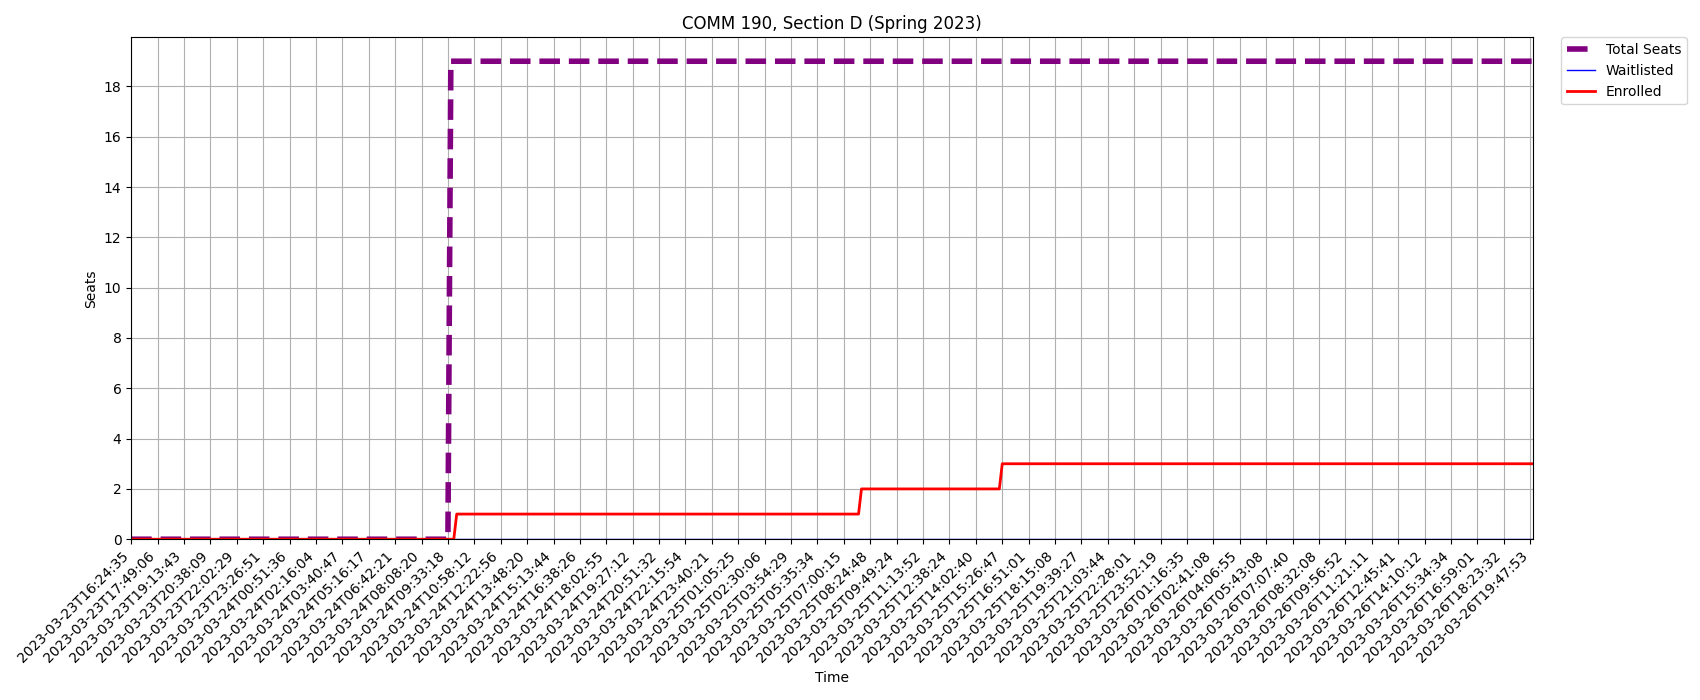 COMM 190, Section D (Spring 2023)
Total Seats
Waitlisted
Enrolled
Seats
18
16
14
12
10
8
6
4
2
0
2023-03-23T16:24:35
2023-03-23T17:49:06
2023-03-23T19:13:43
2023-03-23T20:38:09
2023-03-23T22:02:29
2023-03-23T23:26:51
2023-03-24T00:51:36
2023-03-24T02:16:04
2023-03-24T03:40:47
2023-03-24T05:16:17
2023-03-24T06:42:21
2023-03-24T08:08:20
2023-03-24T09:33:18
2023-03-24T10:58:12
2023-03-24T12:22:56
2023-03-24T13:48:20
2023-03-24T15:13:44
2023-03-24T16:38:26
2023-03-24T18:02:55
2023-03-24T19:27:12
2023-03-24T20:51:32
2023-03-24T22:15:54
2023-03-24T23:40:21
2023-03-25T01:05:25
2023-03-25T02:30:06
2023-03-25T03:54:29
2023-03-25T05:35:34
2023-03-25T07:00:15
2023-03-25T08:24:48
2023-03-25T09:49:24
2023-03-25T11:13:52
2023-03-25T12:38:24
2023-03-25T14:02:40
2023-03-25T15:26:47
2023-03-25T16:51:01
2023-03-25T18:15:08
2023-03-25T19:39:27
2023-03-25T21:03:44
2023-03-25T22:28:01
2023-03-25T23:52:19
2023-03-26T01:16:35
2023-03-26T02:41:08
2023-03-26T04:06:55
2023-03-26T05:43:08
2023-03-26T07:07:40
2023-03-26T08:32:08
2023-03-26T09:56:52
2023-03-26T11:21:11
2023-03-26T12:45:41
2023-03-26T14:10:12
2023-03-26T15:34:34
2023-03-26T16:59:01
2023-03-26T18:23:32
2023-03-26T19:47:53
Time